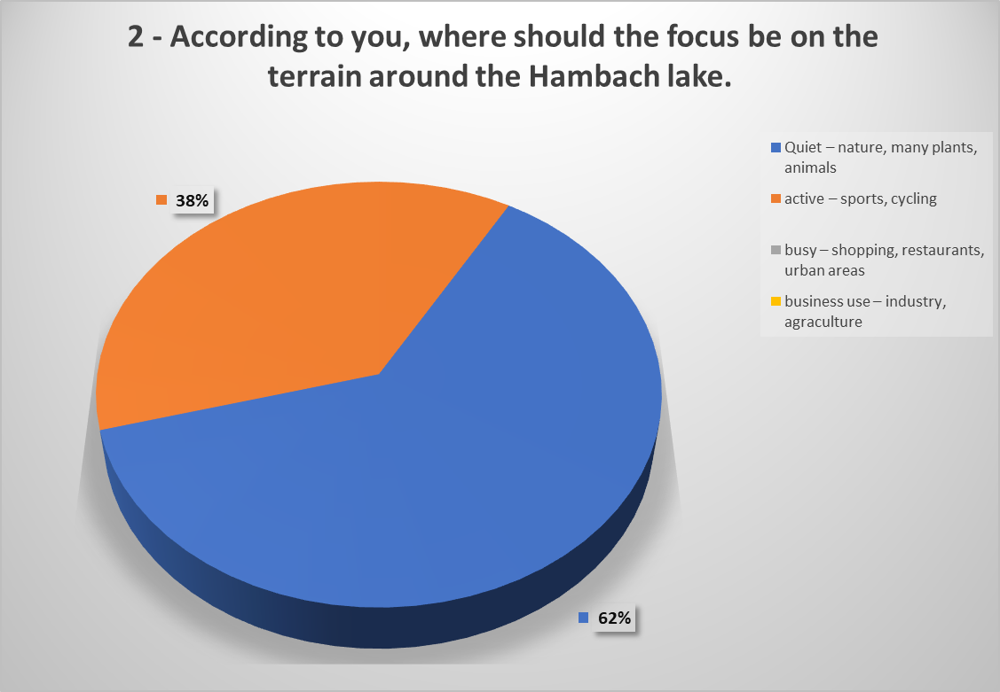 2 - According to you, where should the focus be on the
terrain around the Hambach lake.
Quiet – nature, many plants,
animals
active – sports, cycling
busy – shopping, restaurants,
urban areas
business use – industry,
agraculture
38%
62%